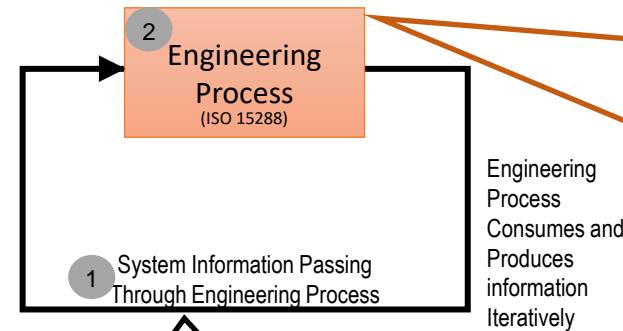 2
Engineering
Process
(ISO 15288)
Engineering
Process
Consumes and
Produces
information
Iteratively
1
System Information Passing
Through Engineering Process